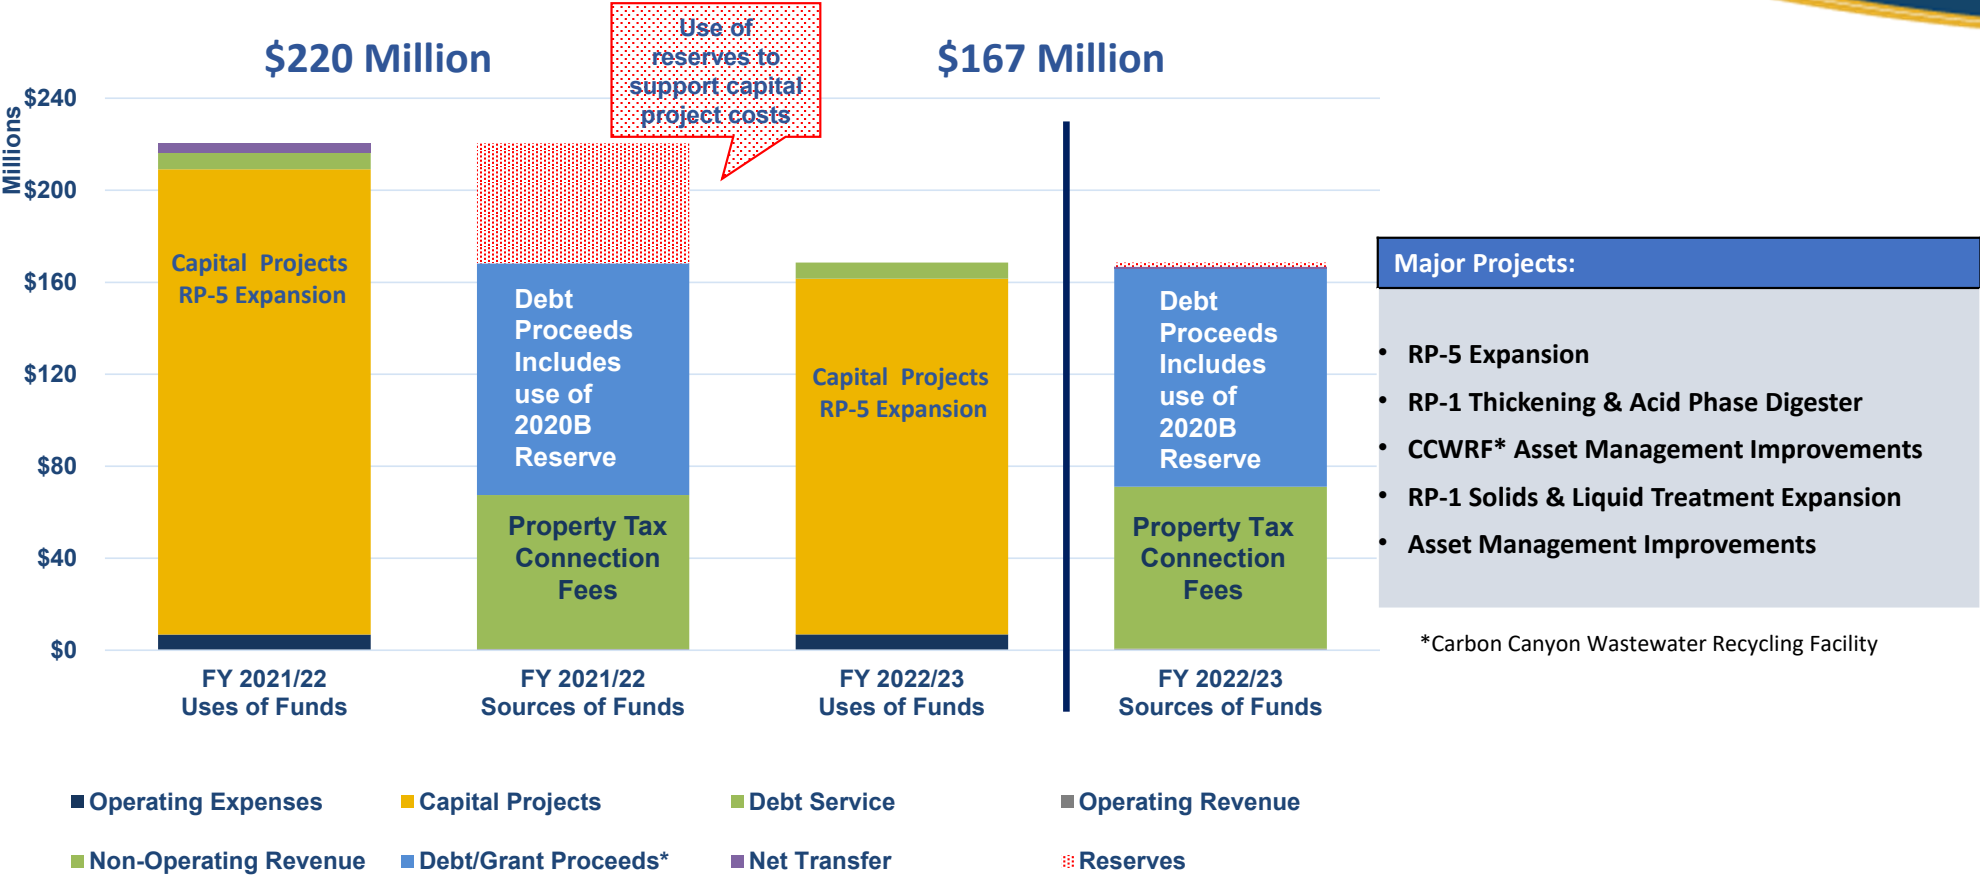 $220 Million
Use of
reserves to
support capital
project costs
$167 Million
Millions
$240
$200
$160
$120
$80
$40
$0
Capital Projects
RP-5 Expansion
Debt
Proceeds
Includes
use of
2020B
Reserve
Property Tax
Connection
Fees
Capital Projects
RP-5 Expansion
Debt
Proceeds
Includes
use of
2020B
Reserve
Property Tax
Connection
Fees
FY 2021/22
Uses of Funds
FY 2021/22
Sources of Funds
FY 2022/23
Uses of Funds
FY 2022/23
Sources of Funds
Major Projects:
• RP-5 Expansion
• RP-1 Thickening & Acid Phase Digester
• CCWRF* Asset Management Improvements
• RP-1 Solids & Liquid Treatment Expansion
• Asset Management Improvements
*Carbon Canyon Wastewater Recycling Facility
Operating Expenses
Capital Projects
Debt Service
Operating Revenue
Non-Operating Revenue
Debt/Grant Proceeds*
Net Transfer
Reserves